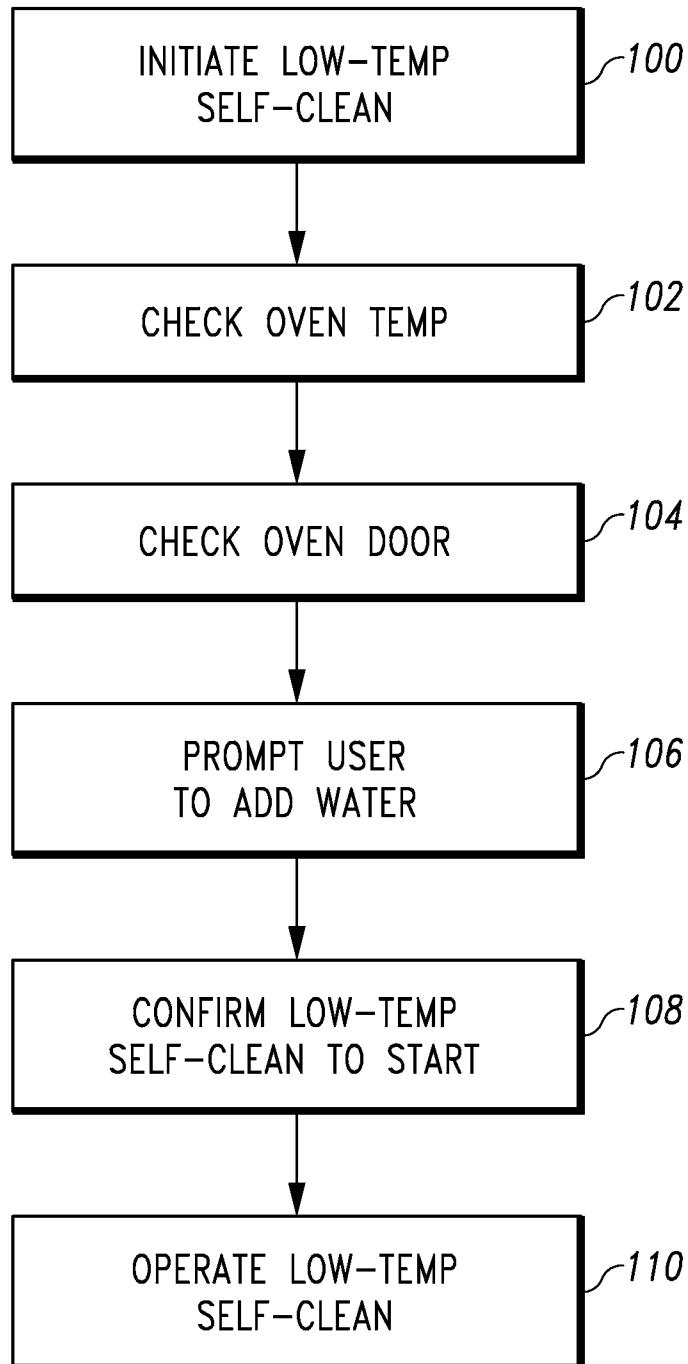 INITIATE LOW-TEMP
SELF-CLEAN
100
CHECK OVEN TEMP
102
CHECK OVEN DOOR
104
PROMPT USER
TO ADD WATER
106
CONFIRM LOW-TEMP
SELF-CLEAN TO START
108
OPERATE LOW-TEMP
SELF-CLEAN
110